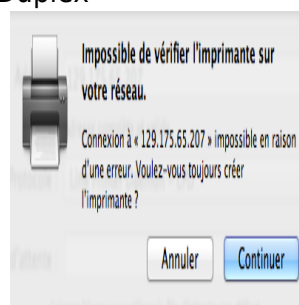 Duplex
Impossible de vérifier l'imprimante sur
votre réseau.
Connexion à « 129.175.65.207 » impossible en raison
d'une erreur. Voulez-vous toujours créer
l'imprimante ?
Annuler
Continuer